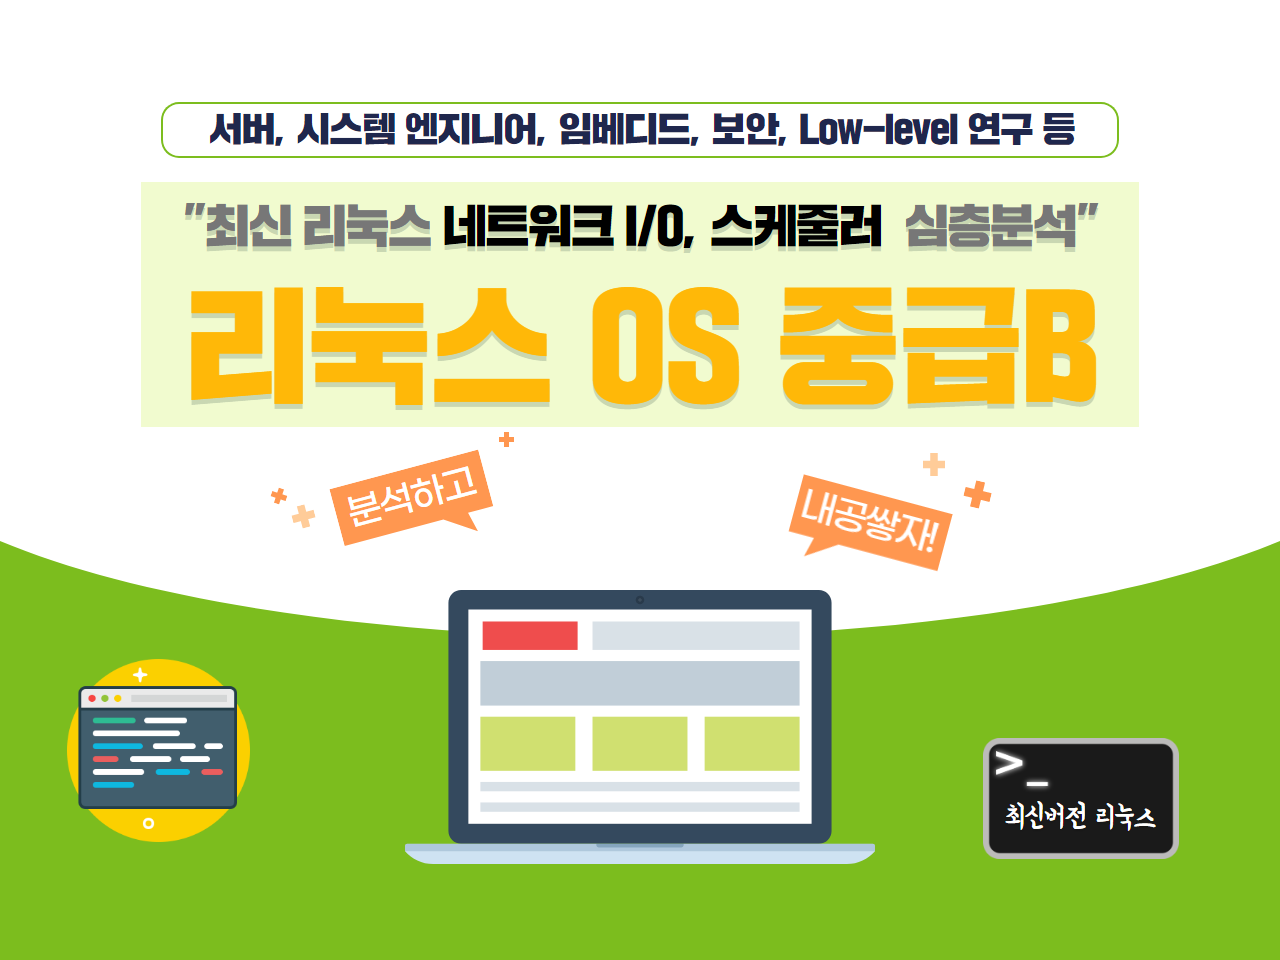 서버, 시스템 엔지니어, 임베디드, 보안, Low-level 연구 등
"최신 리눅스 네트워크 I/O, 스케줄러 심층분석"
리눅스 OS 중급B
분석하고
내공쌓자!
>_
최신버전 리눅스